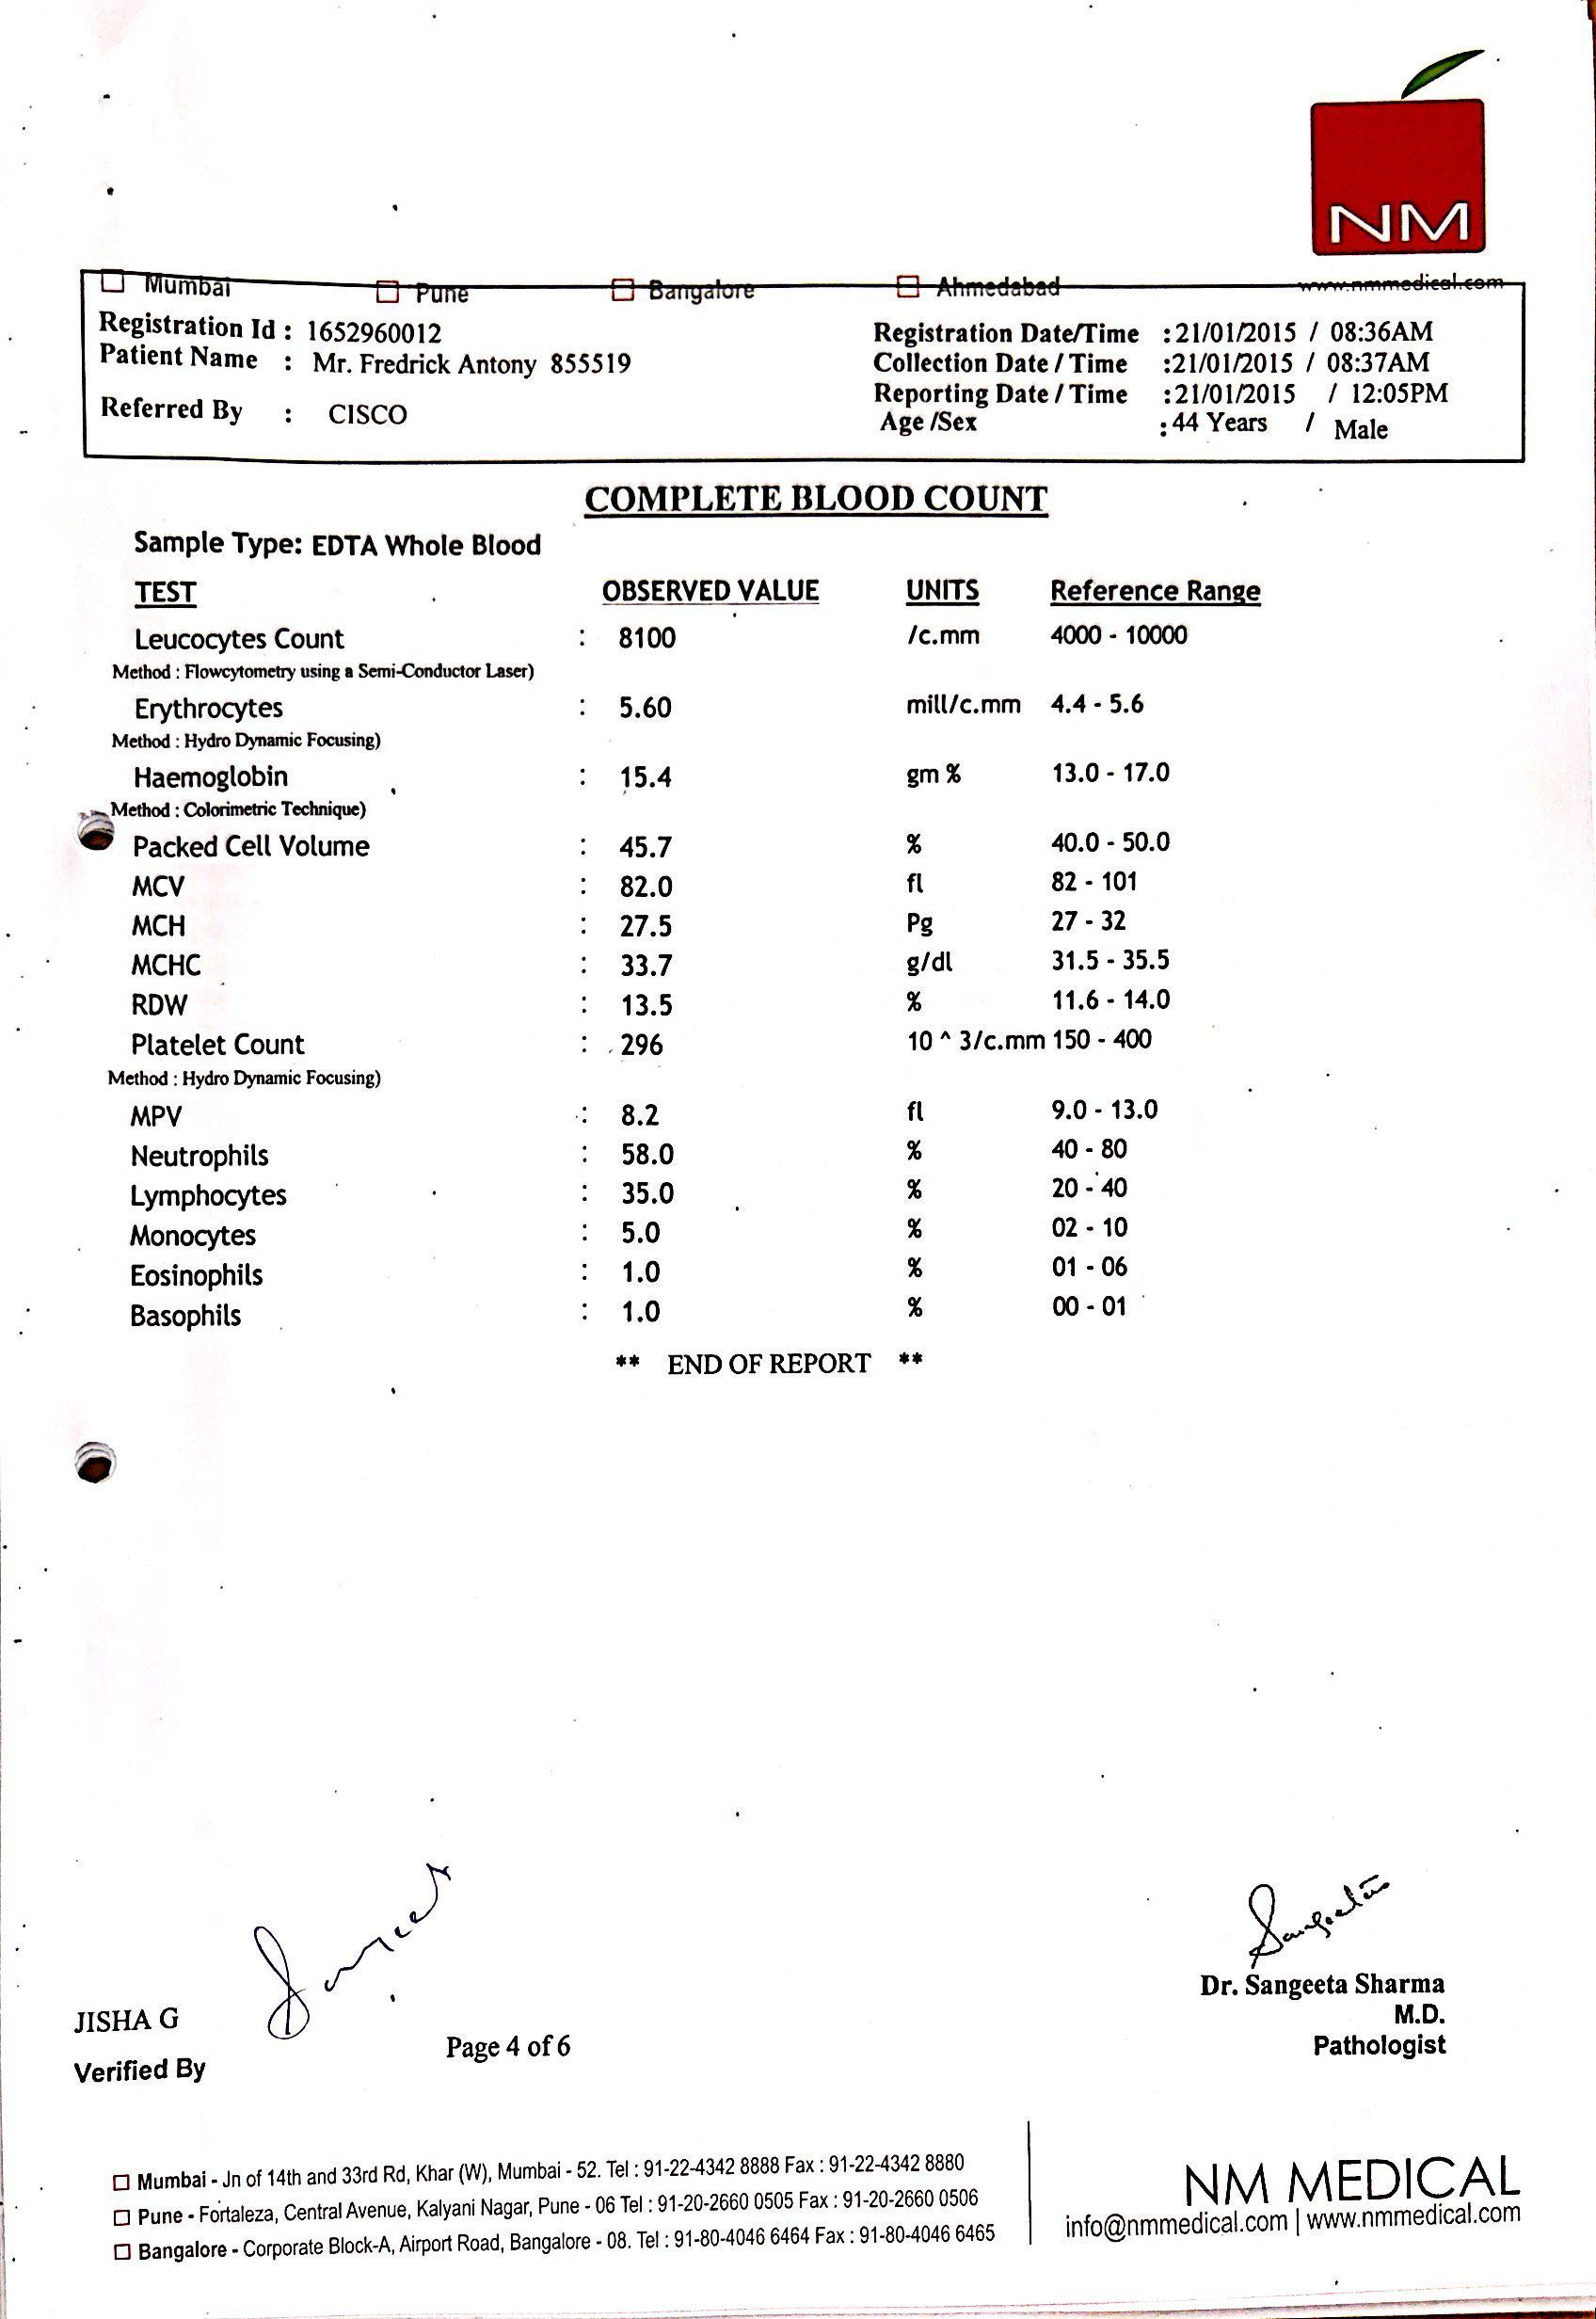 NM
Mumbai Pune Bangalore Ahmedabad www.nmmedical.com
Registration Id : 1652960012 Registration Date/Time :21/01/2015 / 08:36AM
Patient Name : Mr. Fredrick Antony 855519 Collection Date / Time :21/01/2015 / 08:37AM
Reporting Date / Time :21/01/2015 / 12:05PM
Referred By : CISCO Age /Sex : 44 Years / Male
COMPLETE BLOOD COUNT
Sample Type: EDTA Whole Blood
TEST OBSERVED VALUE UNITS Reference Range
Leucocytes Count : 8100 /c.mm 4000 - 10000
Method : Flowcytometry using a Semi-Conductor Laser)
Erythrocytes : 5.60 mill/c.mm 4.4 - 5.6
Method : Hydro Dynamic Focusing)
Haemoglobin : 15.4 gm % 13.0 - 17.0
Method : Colorimetric Technique)
Packed Cell Volume : 45.7 % 40.0 - 50.0
MCV : 82.0 fl 82 - 101
MCH : 27.5 Pg 27 - 32
MCHC : 33.7 g/dl 31.5 - 35.5
RDW : 13.5 % 11.6 - 14.0
Platelet Count : 296 10 ^ 3/c.mm 150 - 400
Method : Hydro Dynamic Focusing)
MPV : 8.2 fl 9.0 - 13.0
Neutrophils : 58.0 % 40 - 80
Lymphocytes : 35.0 % 20 - 40
Monocytes : 5.0 % 02 - 10
Eosinophils : 1.0 % 01 - 06
Basophils : 1.0 % 00 - 01
** END OF REPORT **
Sangeeta
Dr. Sangeeta Sharma
M.D.
Pathologist
JISHA G
Verified By
Page 4 of 6
Mumbai - Jn of 14th and 33rd Rd, Khar (W), Mumbai - 52. Tel : 91-22-4342 8888 Fax : 91-22-4342 8880
Pune - Fortaleza, Central Avenue, Kalyani Nagar, Pune - 06 Tel : 91-20-2660 0505 Fax : 91-20-2660 0506
Bangalore - Corporate Block-A, Airport Road, Bangalore - 08. Tel : 91-80-4046 6464 Fax : 91-80-4046 6465
NM MEDICAL
info@nmmedical.com | www.nmmedical.com